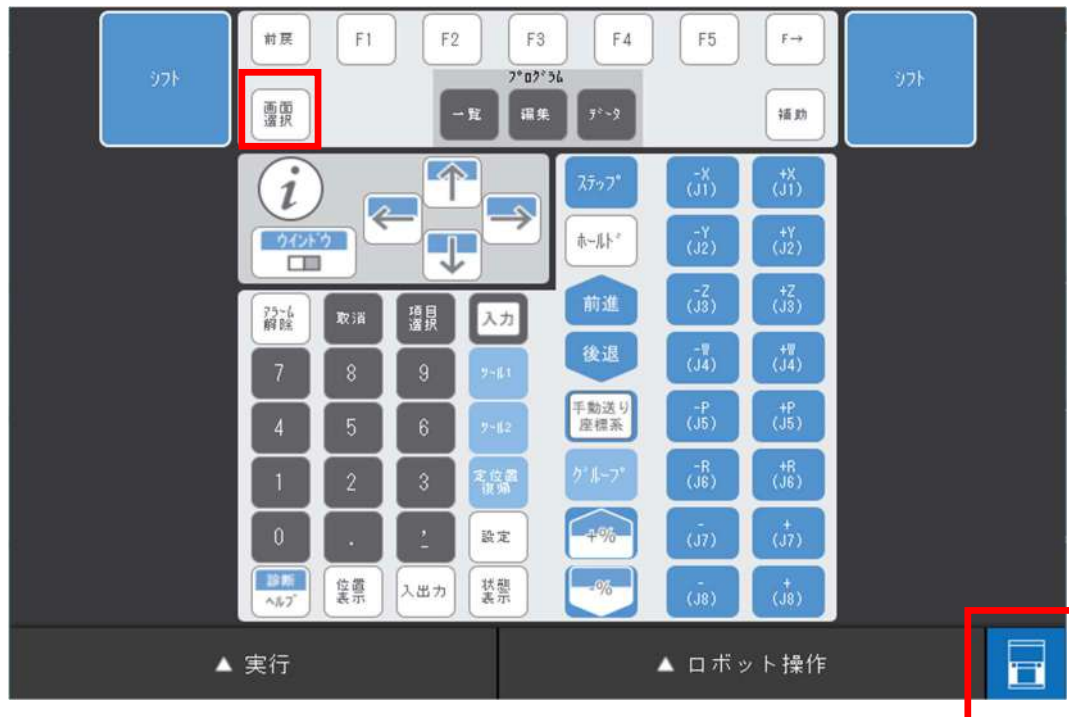 シフト
前戻
F1
F2
F3
F4
F5
F→
シフト
プログラム
画面
選択
一覧
編集
データ
補助
i
ウインドウ
ステップ
-X
(J1)
+X
(J1)
ホールド
-Y
(J2)
+Y
(J2)
前進
-Z
(J3)
+Z
(J3)
アラーム
解除
取消
項目
選択
入力
後退
-W
(J4)
+W
(J4)
7
8
9
ツール1
手動送り
座標系
-P
(J5)
+P
(J5)
4
5
6
ツール2
グループ
-R
(J6)
+R
(J6)
1
2
3
定位置
復帰
+%
-
(J7)
+
(J7)
0
.
,
-
設定
-%
-
(J8)
+
(J8)
診断
ヘルプ
位置
表示
入出力
状態
表示
▲ 実行
▲ ロボット操作